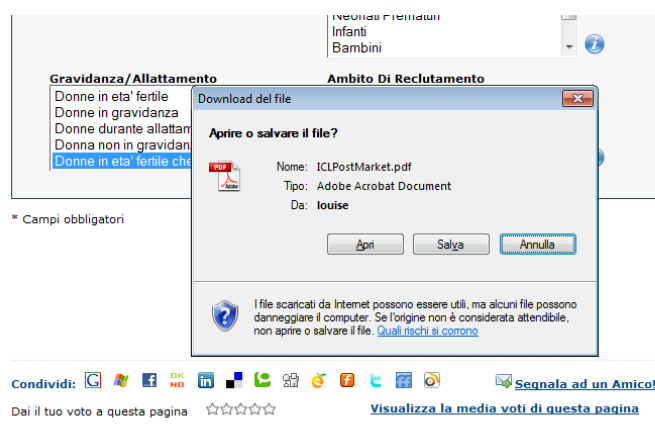 Neonati Prematuri
Infanti
Bambini
Gravidanza/Allattamento
Ambito Di Reclutamento
Donne in eta' fertile
Donne in gravidanza
Donne durante allattam
Donna non in gravidan
Donne in eta' fertile che
Download del file
Aprire o salvare il file?
PDF
Adobe
Nome: ICLPostMarket.pdf
Tipo: Adobe Acrobat Document
Da: louise
Apri
Salva
Annulla
I file scaricati da Internet possono essere utili, ma alcuni file possono
danneggiare il computer. Se l'origine non è considerata attendibile,
non aprire o salvare il file. Quali rischi si corrono
* Campi obbligatori
Condividi:
OK
NO
Segnala ad un Amico!
Dai il tuo voto a questa pagina
Visualizza la media voti di questa pagina